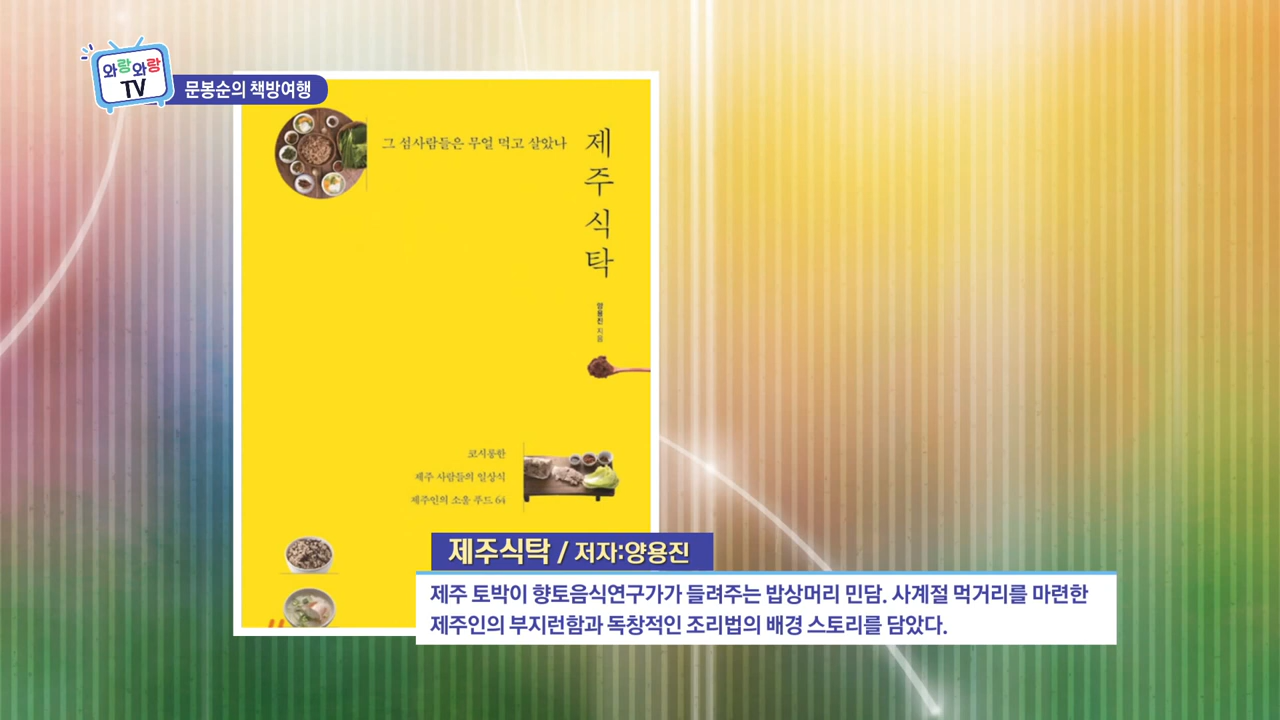 와랑와랑
TV
문봉순의 책방여행
그 섬사람들은 무얼 먹고 살았나
제주식탁
양용진 지음
코시롱한
제주 사람들의 일상식
제주인의 소울 푸드 64
제주식탁 / 저자:양용진
제주 토박이 향토음식연구가가 들려주는 밥상머리 민담. 사계절 먹거리를 마련한
제주인의 부지런함과 독창적인 조리법의 배경 스토리를 담았다.